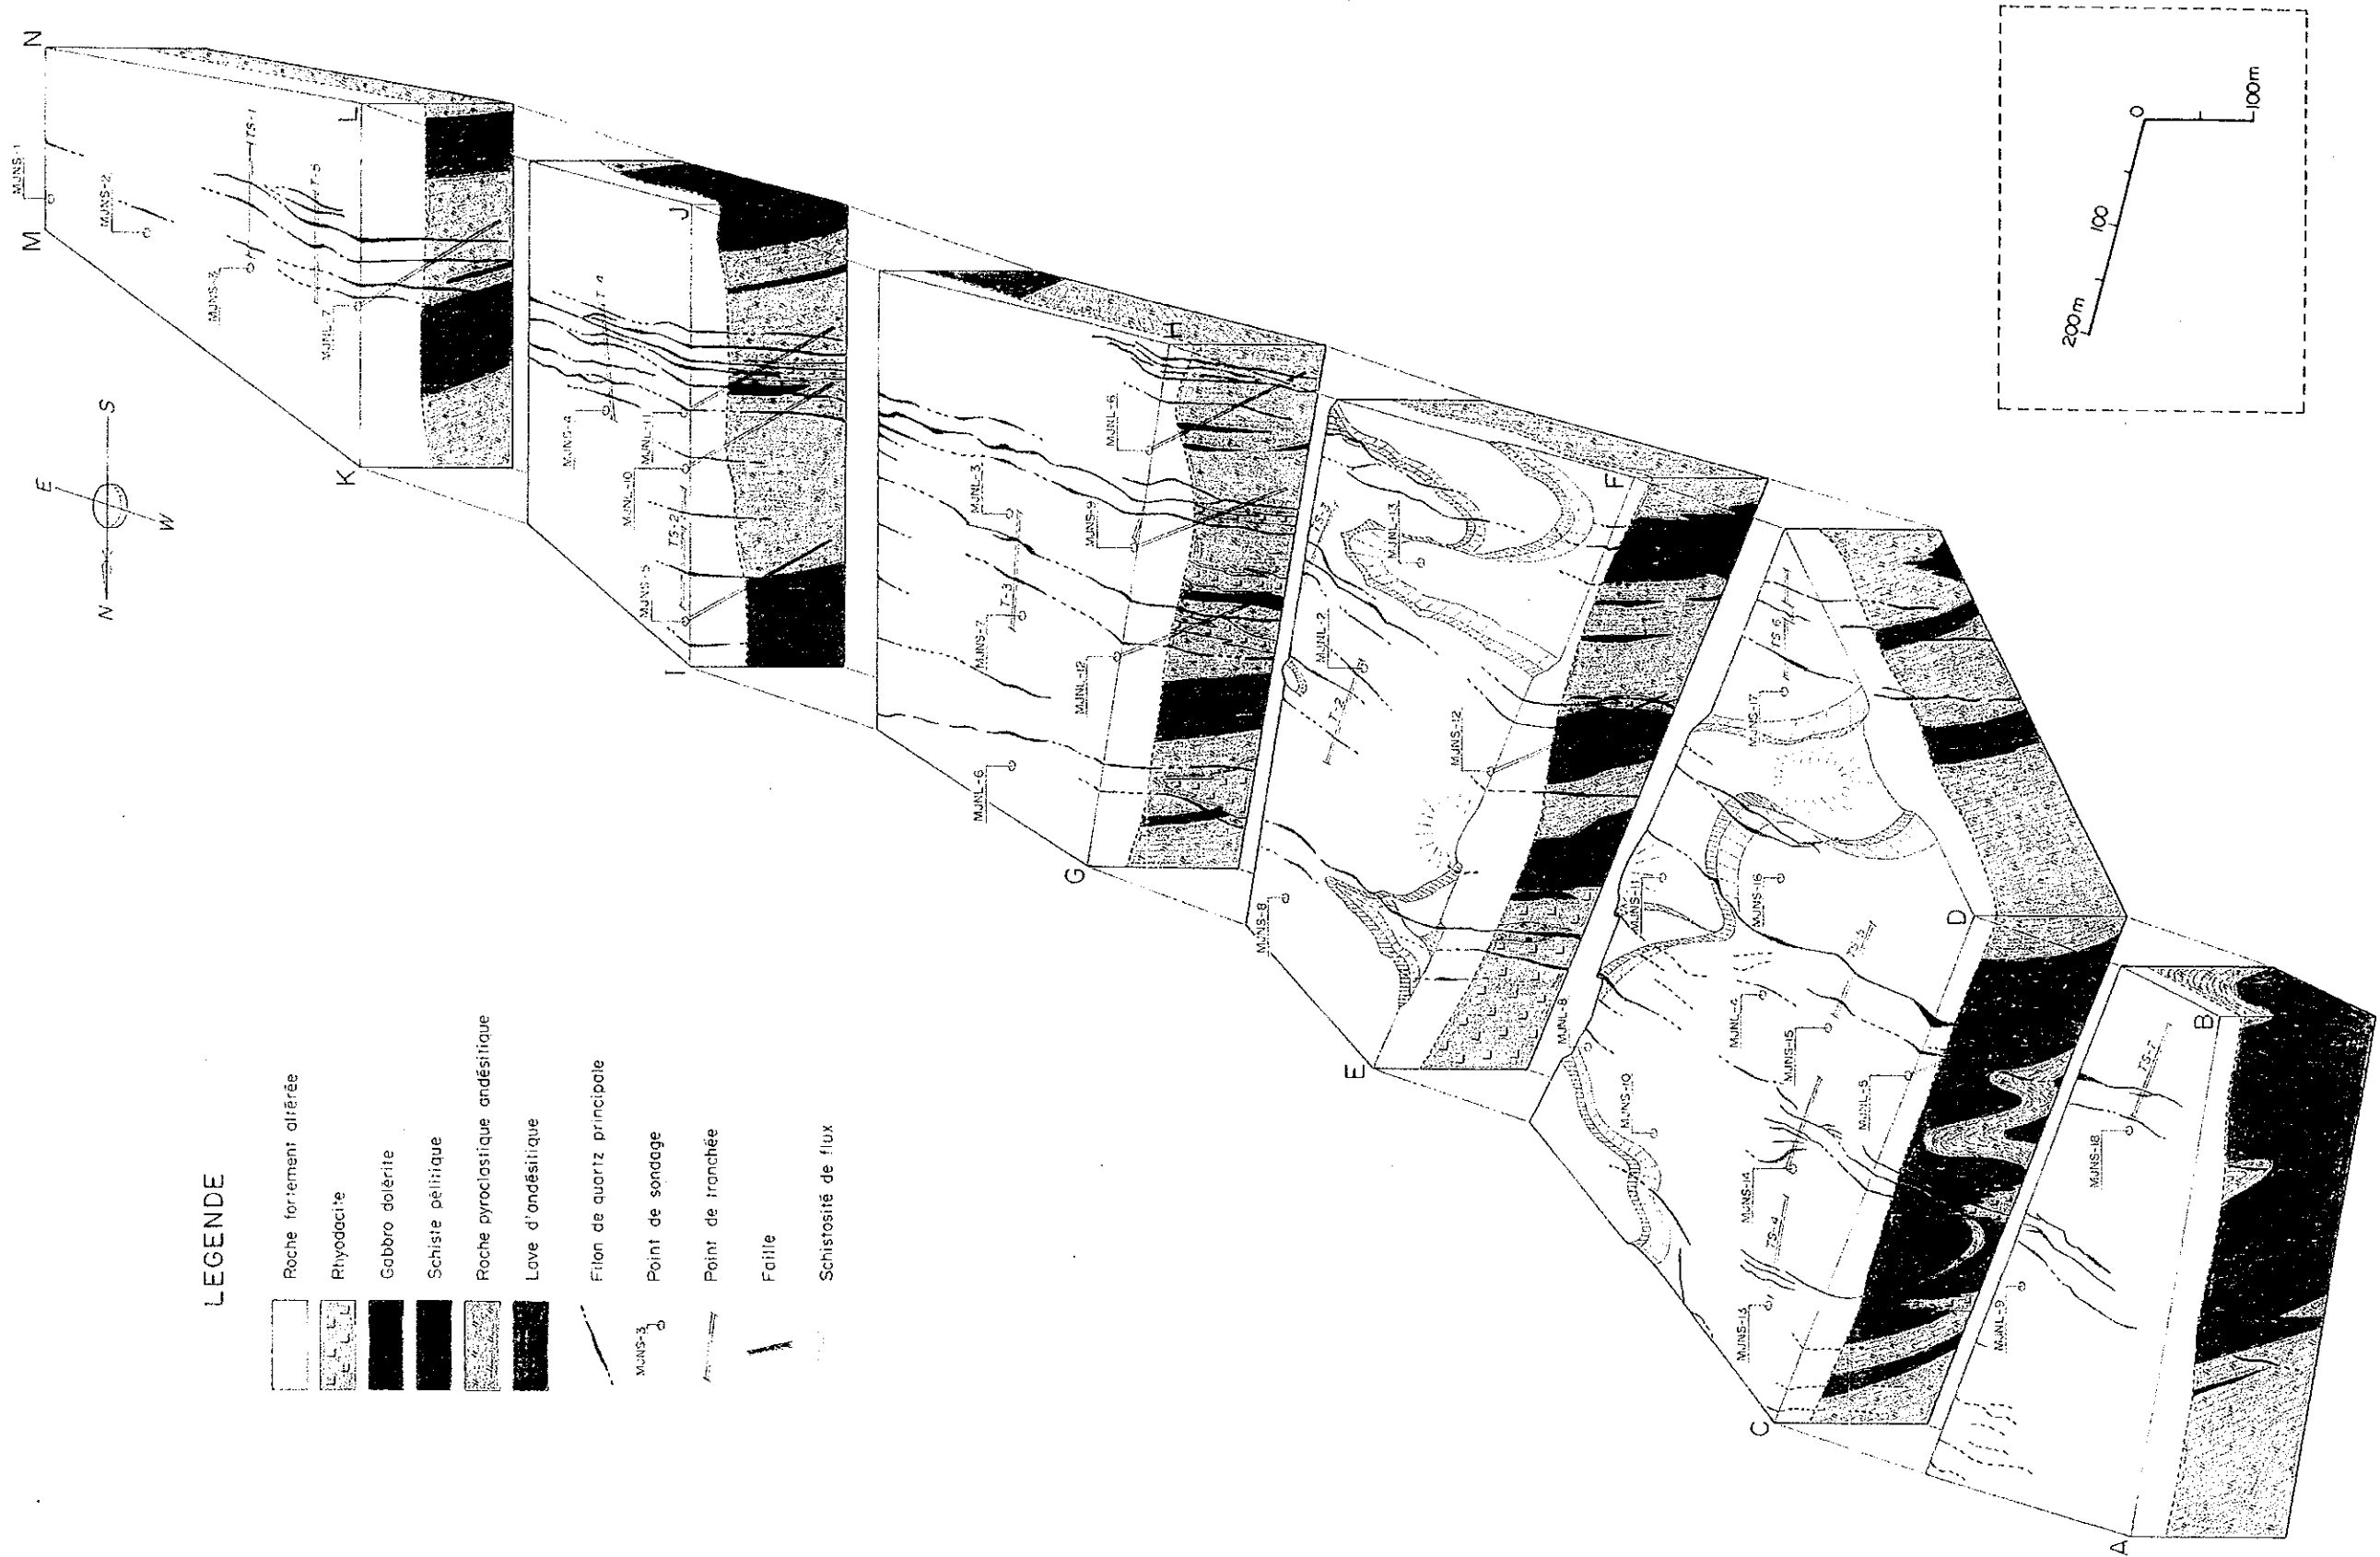 LEGENDE
Roche fortement altérée
Rhyodacite
Gabbro dolérite
Schiste pélitique
Roche pyroclastique andésitique
Lave d'andésitique
Filon de quartz principale
MJNS-3
Point de sondage
Point de tranchée
Faille
Schistosité de flux
N
E
W
S
M
N
MJNS-1
MJNS-2
MJNS-3
TS-1
T-5
L
MJNL-7
K
J
T-4
MJNS-4
MJNL-11
MJNL-10
TS-2
MJNS-5
I
H
MJNL-6
MJNL-3
MJNS-9
T-3
MJNS-7
MJNL-12
MJNL-6
G
TS-3
MJNL-13
F
MJNL-2
T-2
MJNS-12
MJNS-8
E
MJNL-8
TS 6
MJNS-17
MJNS-11
MJNS-16
D
TS-5
MJNL-4
MJNS-15
MJNS-10
MJNL-5
MJNS-14
TS-4
MJNS-13
C
B
TS-7
MJNS-18
MJNL-9
A
0
100
200m
100m